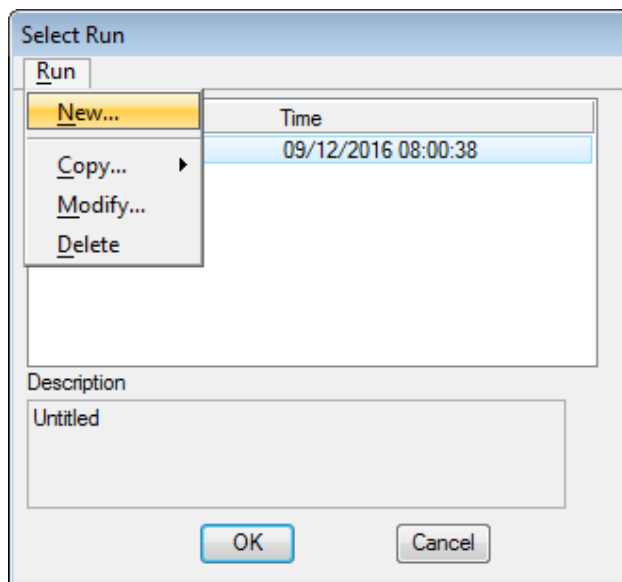 Select Run
Run
New...
Time
Copy...
09/12/2016 08:00:38
Modify...
Delete
Description
Untitled
OK Cancel